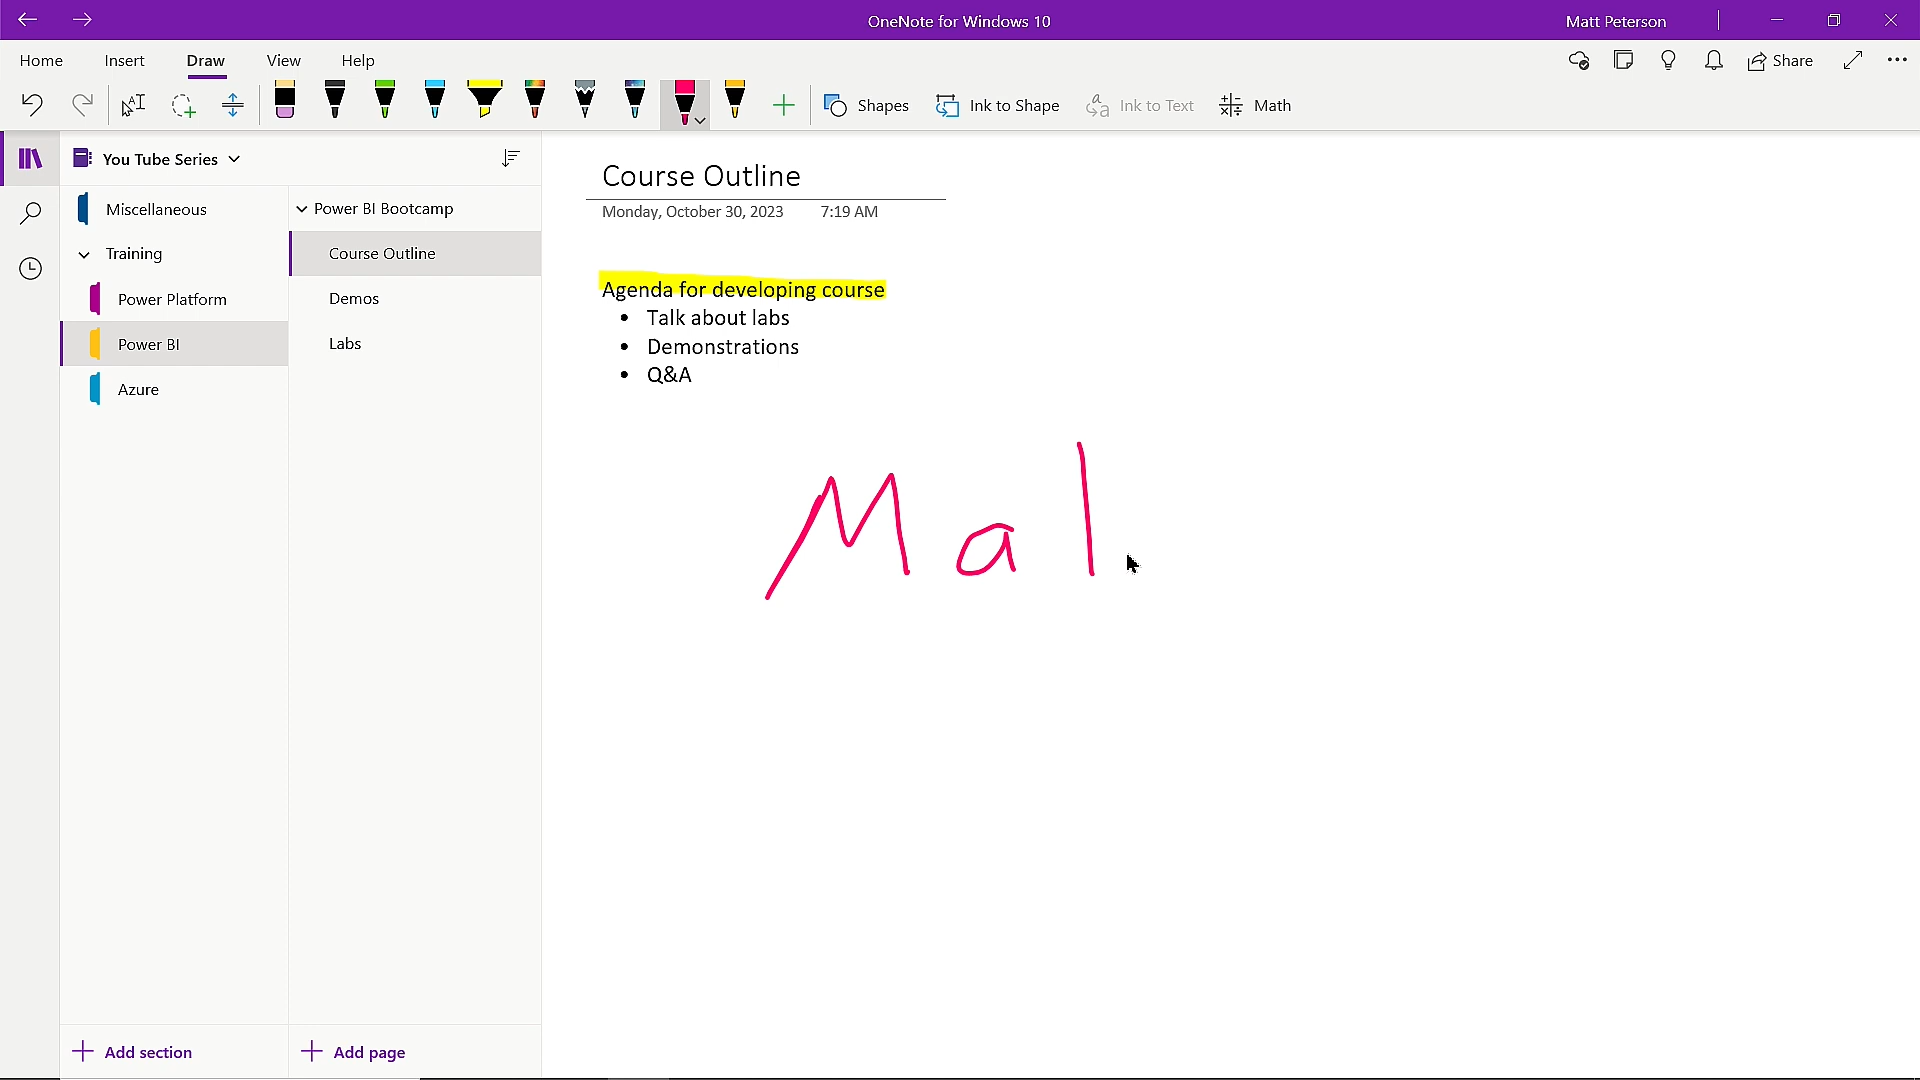 OneNote for Windows 10
Matt Peterson
Home Insert Draw View Help
Share
Shapes Ink to Shape Ink to Text Math
You Tube Series
Miscellaneous
Training
Power Platform
Power BI
Azure
Add section
Power BI Bootcamp
Course Outline
Demos
Labs
Add page
Course Outline
Monday, October 30, 2023 7:19 AM
Agenda for developing course
• Talk about labs
• Demonstrations
• Q&A
Mal